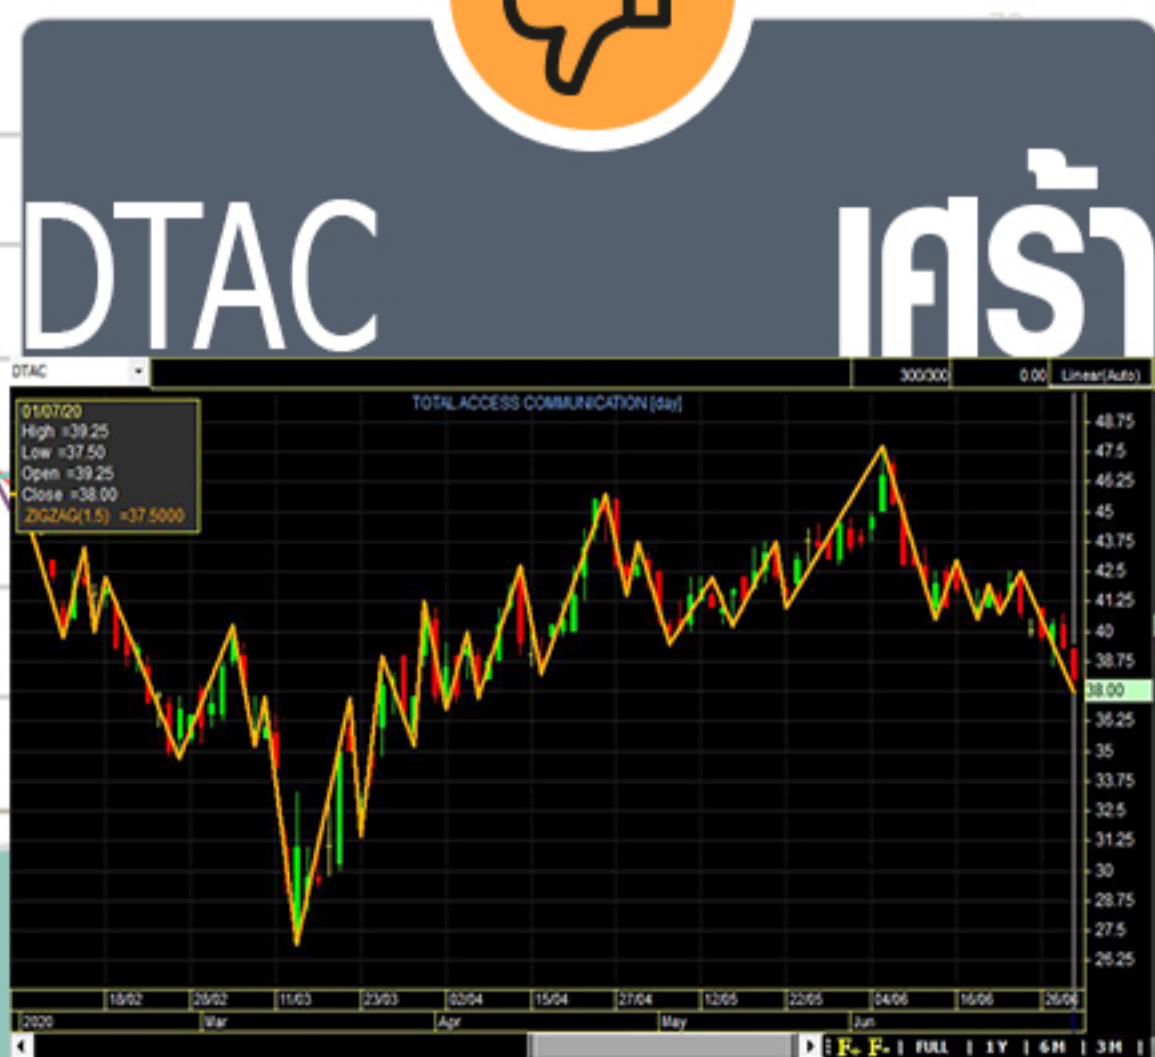 DTAC เศร้า
DTAC
300/300 0.00 Linear(Auto)
TOTAL ACCESS COMMUNICATION [day]
01/07/20
High =39.25
Low =37.50
Open =39.25
Close =38.00
ZIGZAG(1.5) =37.5000
48.75
47.5
46.25
45
43.75
42.5
41.25
40
38.75
38.00
36.25
35
33.75
32.5
31.25
30
28.75
27.5
26.25
18/02 28/02 11/03 23/03 02/04 15/04 27/04 12/05 22/05 04/06 16/06 26/06
2020 Mar Apr May Jun
F+ F- | FULL | 1Y | 6M | 3M |